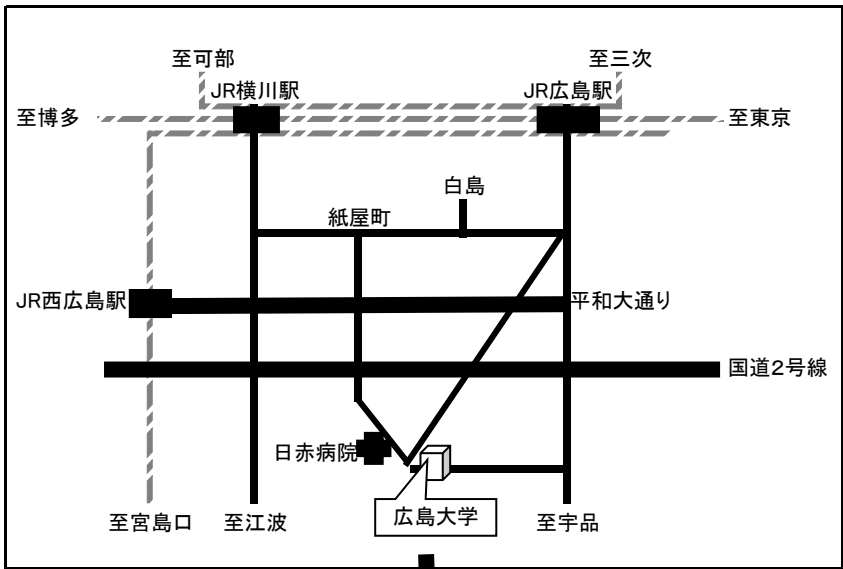 至可部
至三次
JR横川駅
JR広島駅
至博多
至東京
白島
紙屋町
JR西広島駅
平和大通り
国道2号線
日赤病院
広島大学
至宮島口
至江波
至宇品